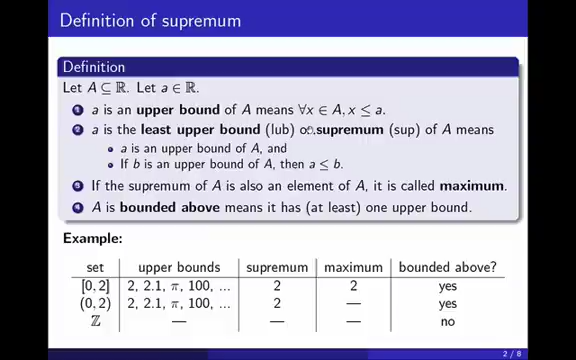 Definition of supremum
Definition
Let A ⊆ ℝ. Let a ∈ ℝ.
1 a is an upper bound of A means ∀x ∈ A, x ≤ a.
2 a is the least upper bound (lub) or supremum (sup) of A means
• a is an upper bound of A, and
• If b is an upper bound of A, then a ≤ b.
3 If the supremum of A is also an element of A, it is called maximum.
4 A is bounded above means it has (at least) one upper bound.
Example:
set upper bounds supremum maximum bounded above?
[0, 2] 2, 2.1, π, 100, ... 2 2 yes
(0, 2) 2, 2.1, π, 100, ... 2 — yes
ℤ — — — no
2 / 8